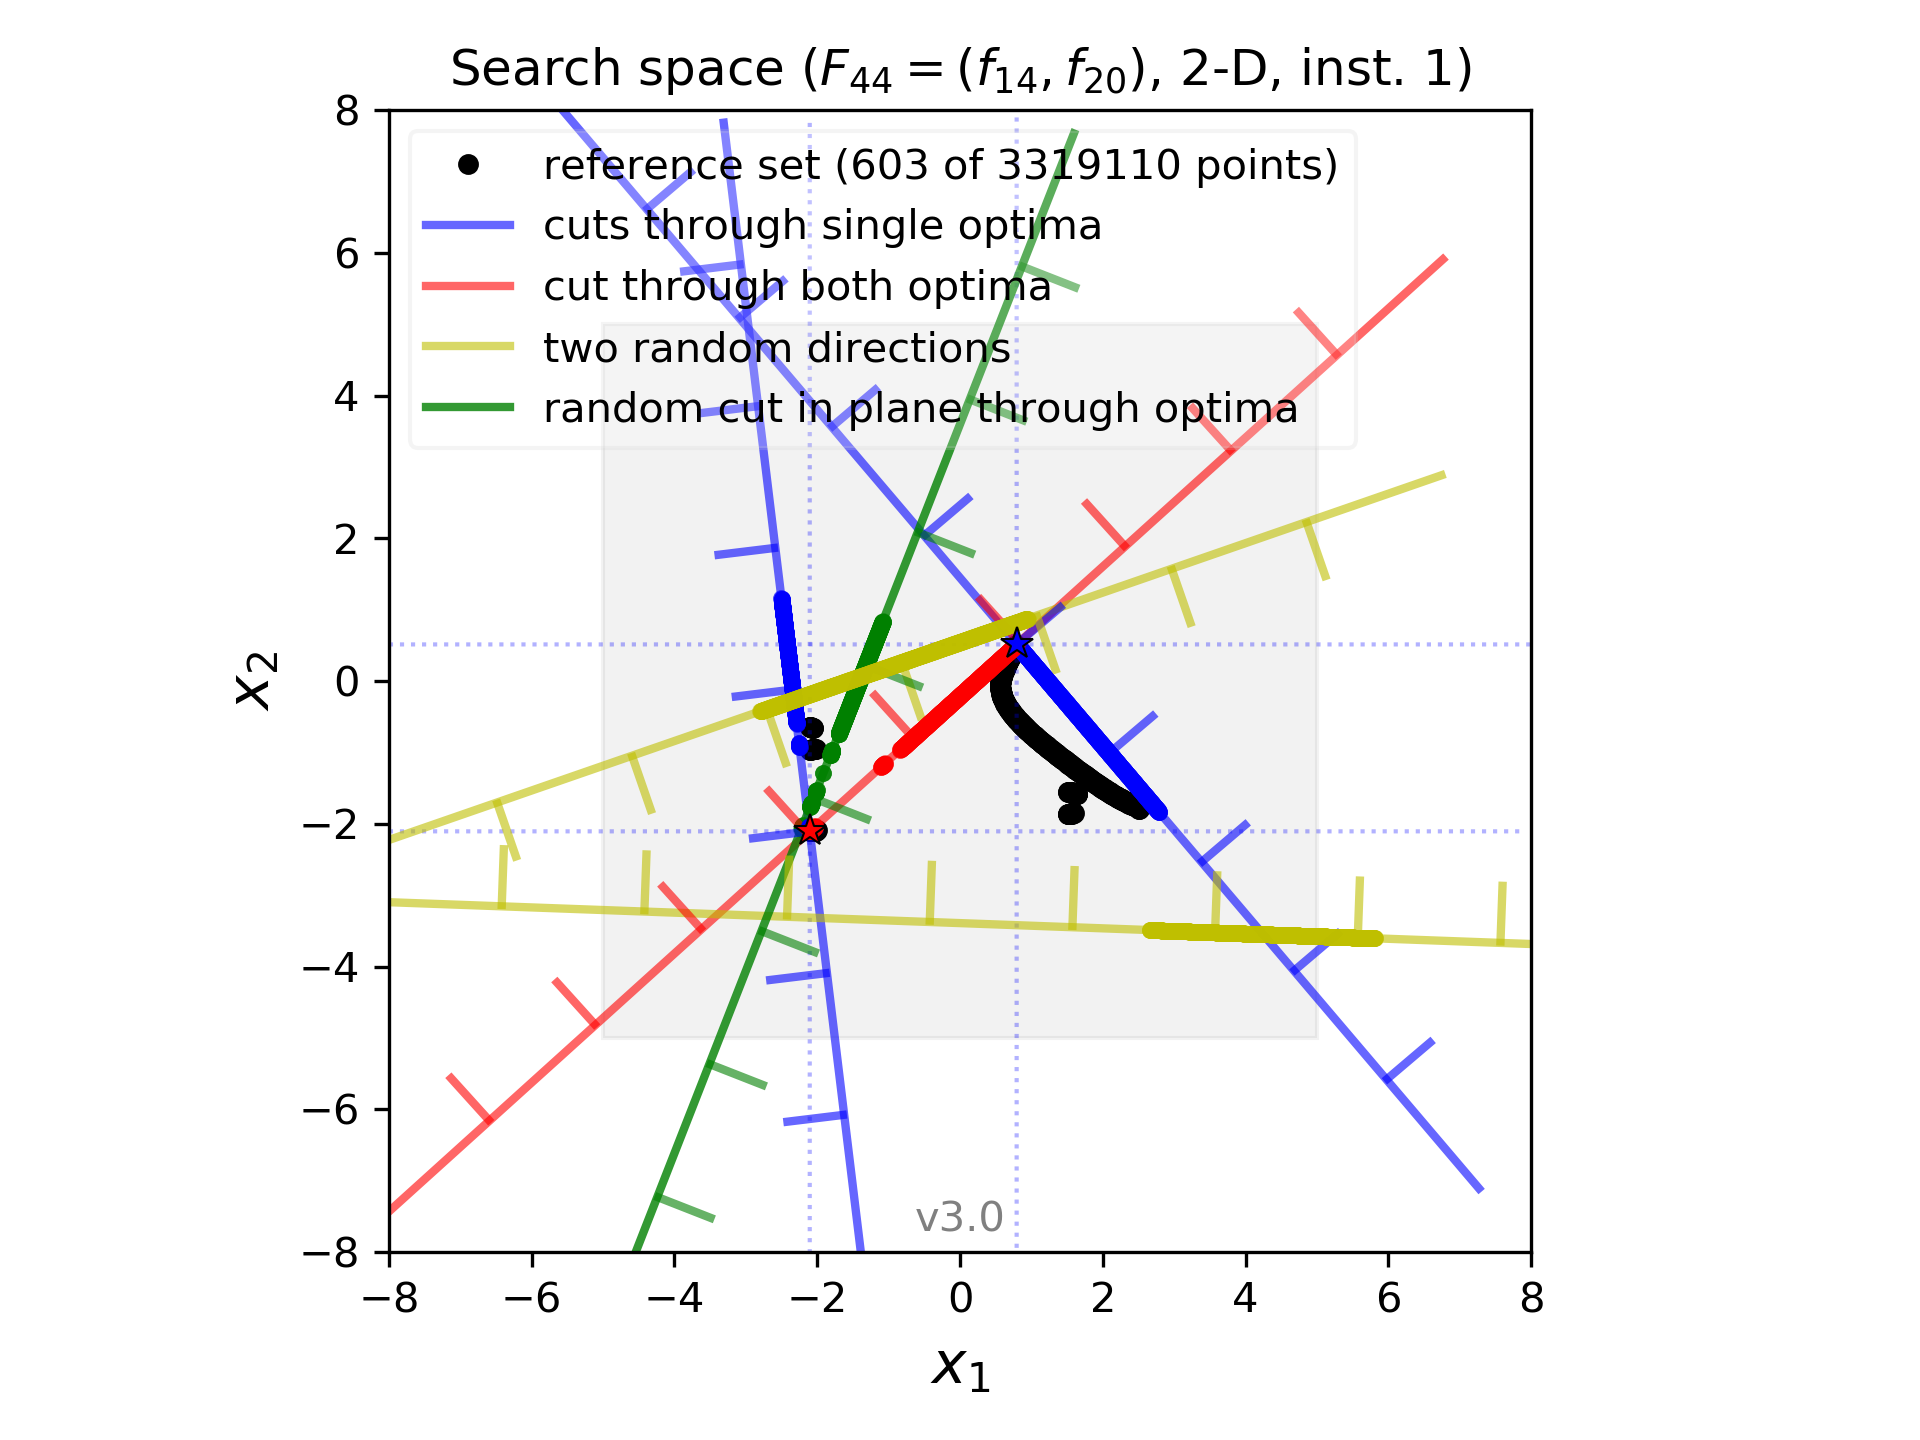 Search space (F₄₄ = (f₁₄, f₂₀), 2-D, inst. 1)
reference set (603 of 3319110 points)
cuts through single optima
cut through both optima
two random directions
random cut in plane through optima
8
6
4
2
0
−2
−4
−6
−8
x₂
v3.0
−8 −6 −4 −2 0 2 4 6 8
x₁